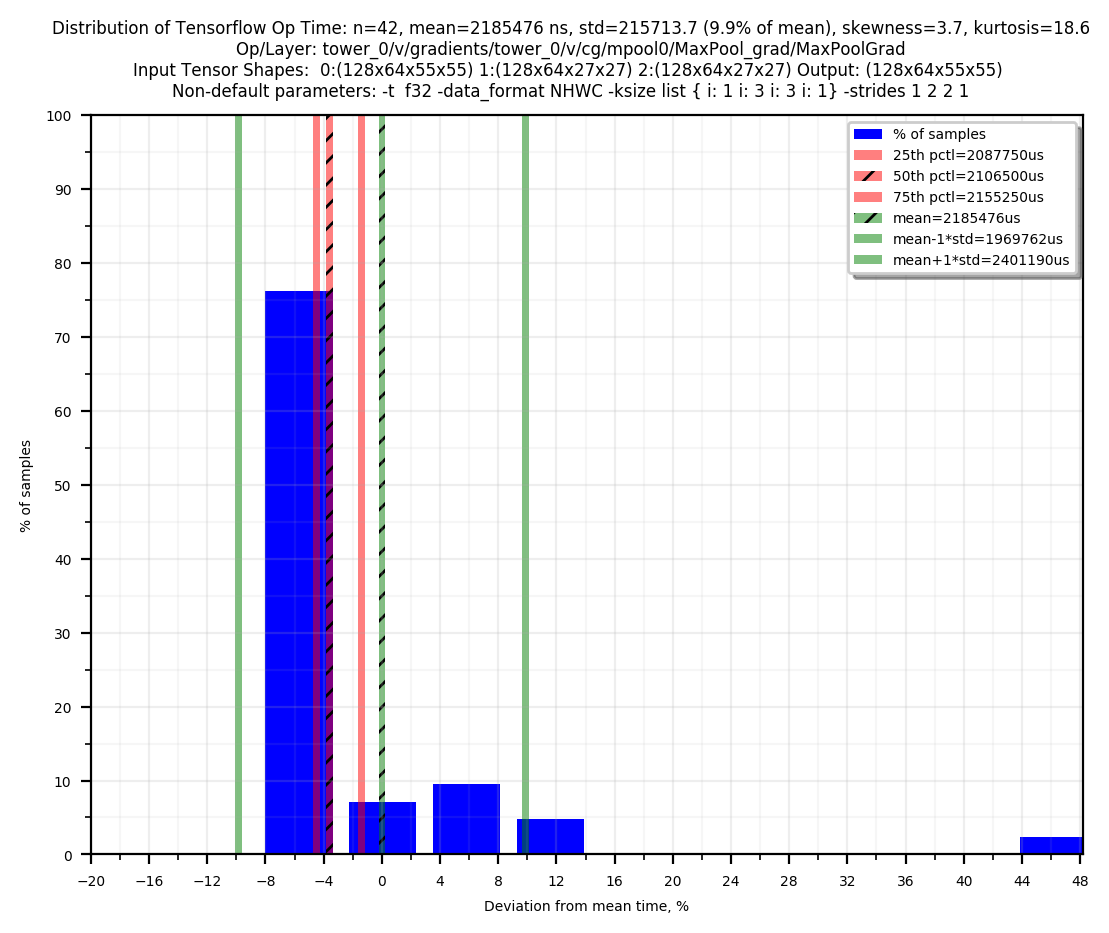 Distribution of Tensorflow Op Time: n=42, mean=2185476 ns, std=215713.7 (9.9% of mean), skewness=3.7, kurtosis=18.6
Op/Layer: tower_0/v/gradients/tower_0/v/cg/mpool0/MaxPool_grad/MaxPoolGrad
Input Tensor Shapes:  0:(128x64x55x55) 1:(128x64x27x27) 2:(128x64x27x27) Output: (128x64x55x55)
Non-default parameters: -t  f32 -data_format NHWC -ksize list { i: 1 i: 3 i: 3 i: 1} -strides 1 2 2 1
% of samples
25th pctl=2087750us
50th pctl=2106500us
75th pctl=2155250us
mean=2185476us
mean-1*std=1969762us
mean+1*std=2401190us
100
90
80
70
60
50
40
30
20
10
0
% of samples
−20 −16 −12 −8 −4 0 4 8 12 16 20 24 28 32 36 40 44 48
Deviation from mean time, %